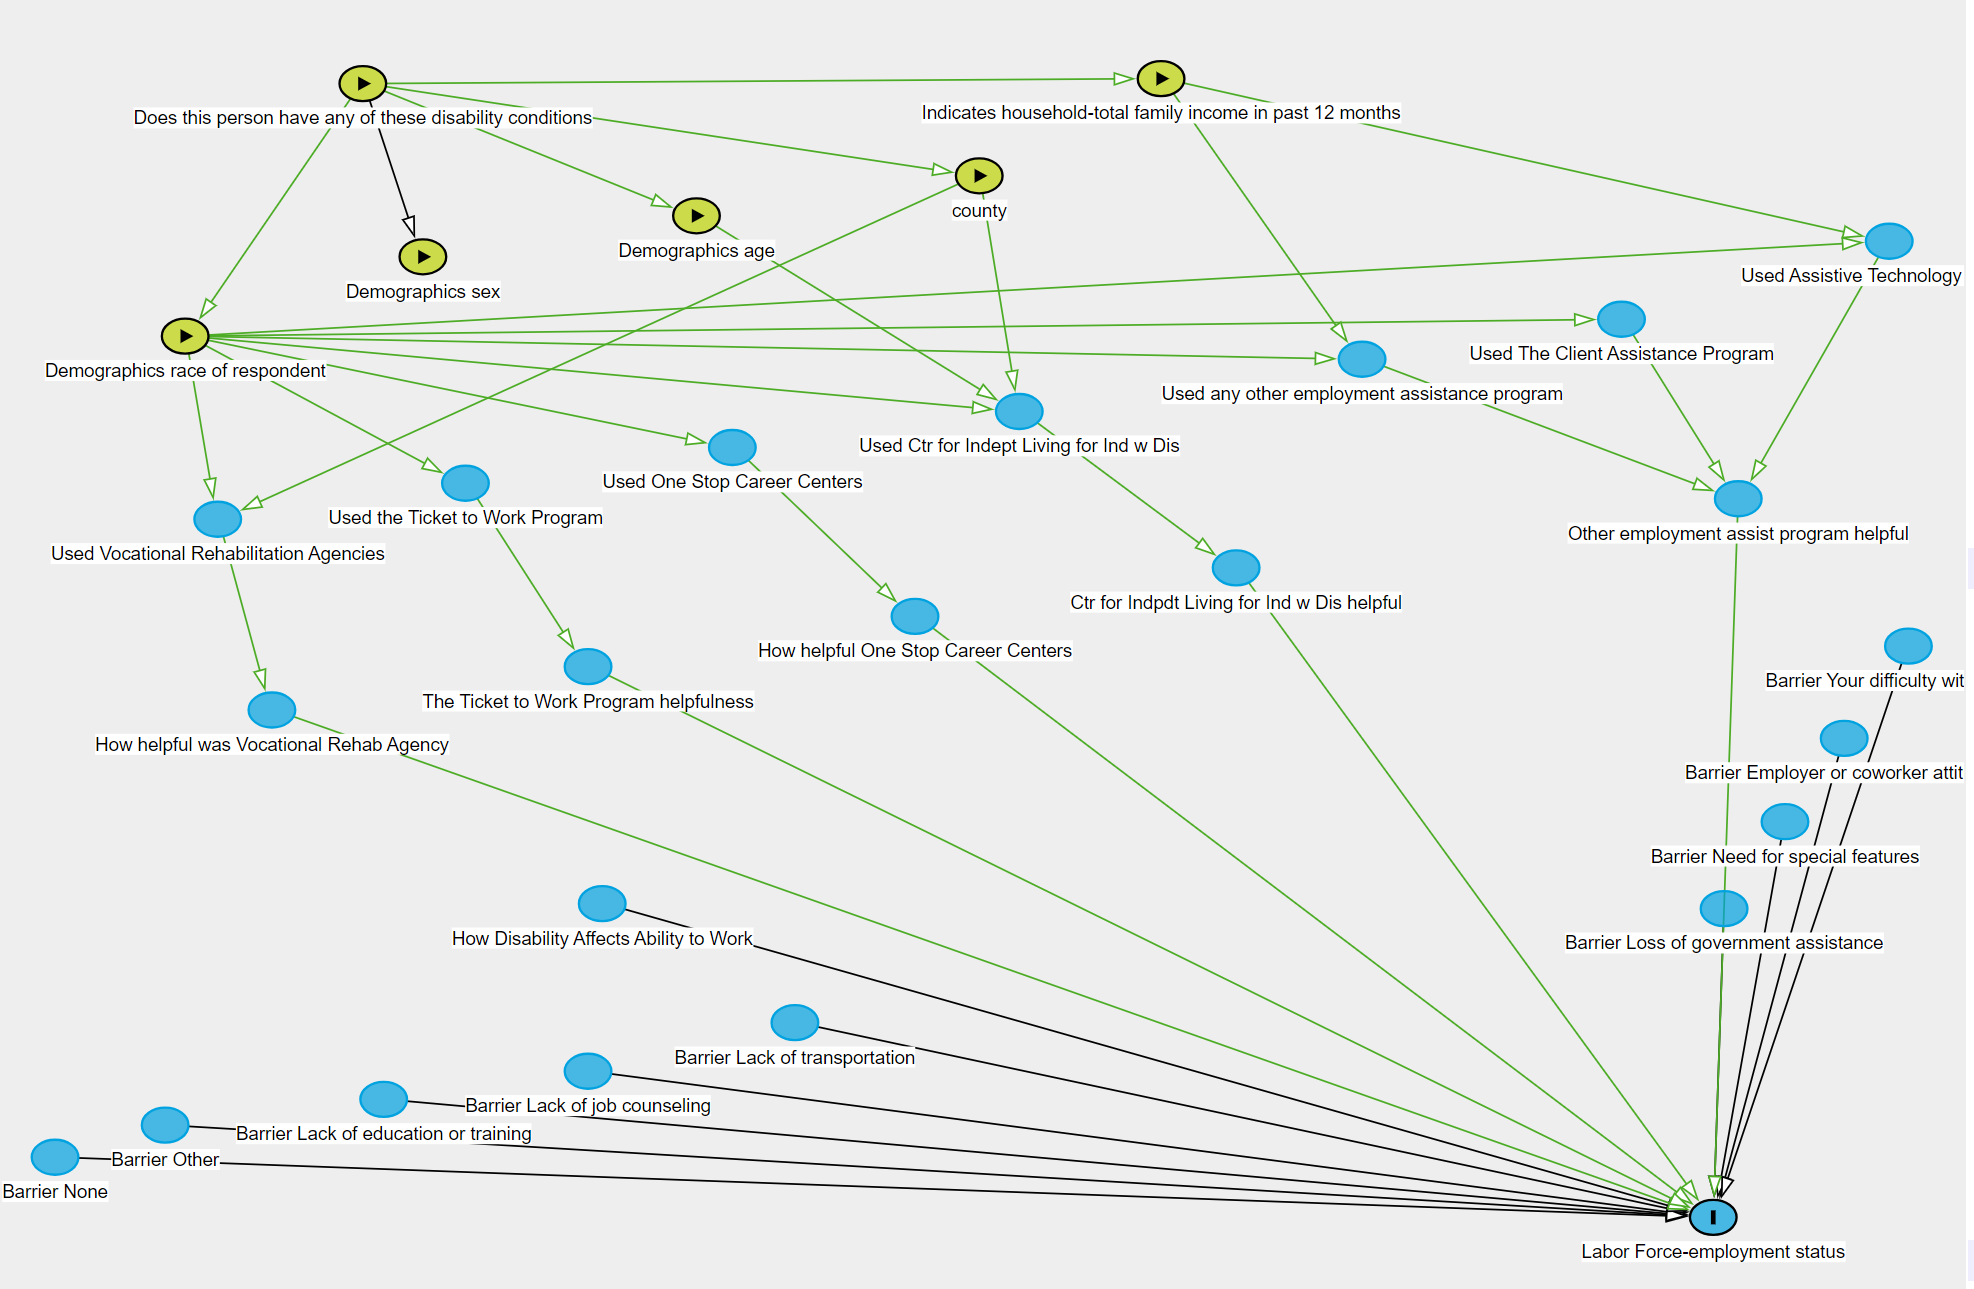 Does this person have any of these disability conditions
Indicates household-total family income in past 12 months
county
Demographics age
Demographics sex
Used Assistive Technology
Used The Client Assistance Program
Demographics race of respondent
Used any other employment assistance program
Used Ctr for Indept Living for Ind w Dis
Used One Stop Career Centers
Used the Ticket to Work Program
Other employment assist program helpful
Used Vocational Rehabilitation Agencies
Ctr for Indpdt Living for Ind w Dis helpful
How helpful One Stop Career Centers
Barrier Your difficulty wit
The Ticket to Work Program helpfulness
How helpful was Vocational Rehab Agency
Barrier Employer or coworker attit
Barrier Need for special features
How Disability Affects Ability to Work
Barrier Loss of government assistance
Barrier Lack of transportation
Barrier Lack of job counseling
Barrier Lack of education or training
Barrier Other
Barrier None
Labor Force-employment status